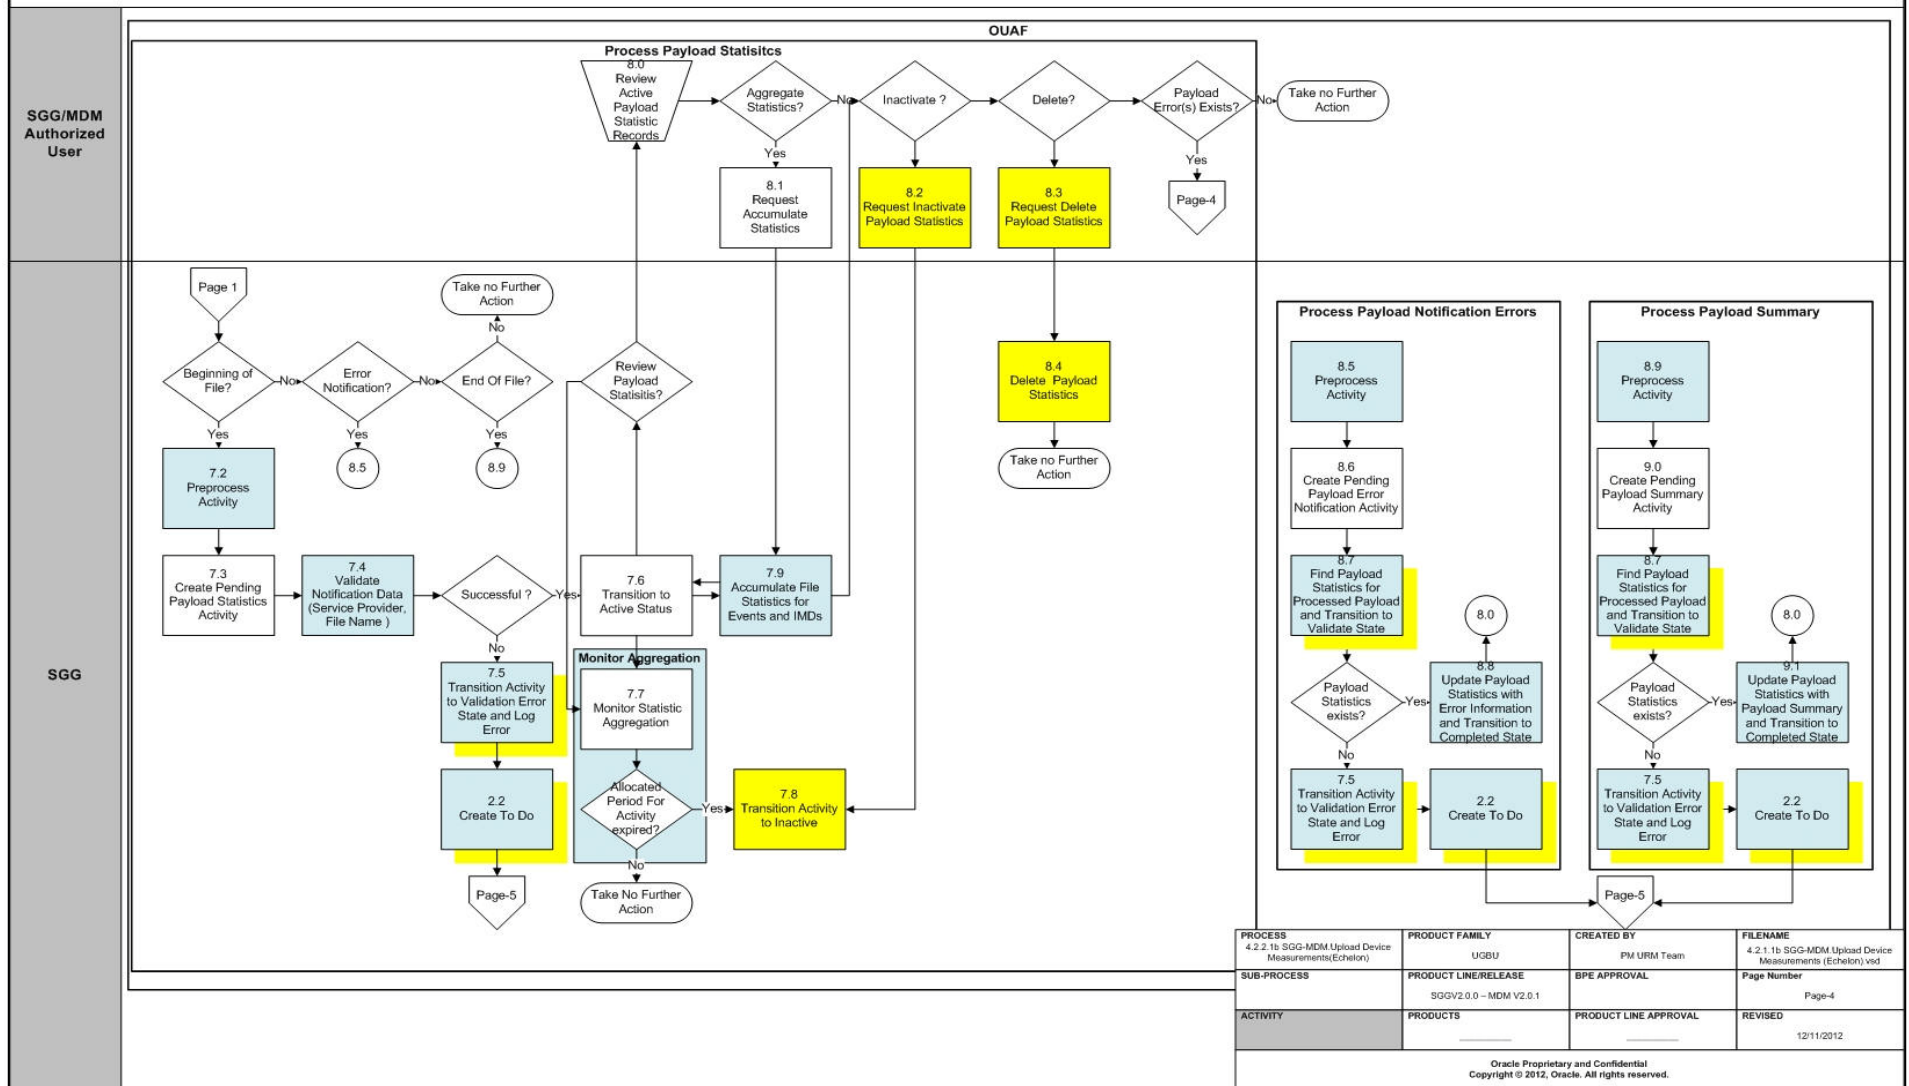 OUAF
Process Payload Statisitcs
SGG/MDM
Authorized
User
8.0
Review
Active
Payload
Statistic
Records
Aggregate
Statistics?
No
Inactivate ?
Delete?
Payload
Error(s) Exists?
No
Take no Further
Action
Yes
Yes
8.1
Request
Accumulate
Statistics
8.2
Request Inactivate
Payload Statistics
8.3
Request Delete
Payload Statistics
Page-4
SGG
Page 1
Take no Further
Action
No
Beginning of
File?
No
Error
Notification?
No
End Of File?
Review
Payload
Statisitis?
Yes
Yes
Yes
8.5
8.9
8.4
Delete Payload
Statistics
Take no Further
Action
7.2
Preprocess
Activity
7.3
Create Pending
Payload Statistics
Activity
7.4
Validate
Notification Data
(Service Provider,
File Name )
Successful ?
Yes
7.6
Transition to
Active Status
7.9
Accumulate File
Statistics for
Events and IMDs
No
7.5
Transition Activity
to Validation Error
State and Log
Error
Monitor Aggregation
7.7
Monitor Statistic
Aggregation
2.2
Create To Do
Allocated
Period For
Activity
expired?
Yes
7.8
Transition Activity
to Inactive
No
Page-5
Take No Further
Action
Process Payload Notification Errors
8.5
Preprocess
Activity
8.6
Create Pending
Payload Error
Notification Activity
8.7
Find Payload
Statistics for
Processed Payload
and Transition to
Validate State
8.0
Payload
Statistics
exists?
Yes
8.8
Update Payload
Statistics with
Error Information
and Transition to
Completed State
No
7.5
Transition Activity
to Validation Error
State and Log
Error
2.2
Create To Do
Process Payload Summary
8.9
Preprocess
Activity
9.0
Create Pending
Payload Summary
Activity
8.7
Find Payload
Statistics for
Processed Payload
and Transition to
Validate State
8.0
Payload
Statistics
exists?
Yes
9.1
Update Payload
Statistics with
Payload Summary
and Transition to
Completed State
No
7.5
Transition Activity
to Validation Error
State and Log
Error
2.2
Create To Do
Page-5
PROCESS
4.2.2.1b SGG-MDM.Upload Device
Measurements(Echelon)
PRODUCT FAMILY
UGBU
CREATED BY
PM URM Team
FILENAME
4.2.1.1b SGG-MDM.Upload Device
Measurements (Echelon).vsd
SUB-PROCESS
PRODUCT LINE/RELEASE
SGGV2.0.0 – MDM V2.0.1
BPE APPROVAL
Page Number
Page-4
ACTIVITY
PRODUCTS
PRODUCT LINE APPROVAL
REVISED
12/11/2012
Oracle Proprietary and Confidential
Copyright © 2012, Oracle. All rights reserved.